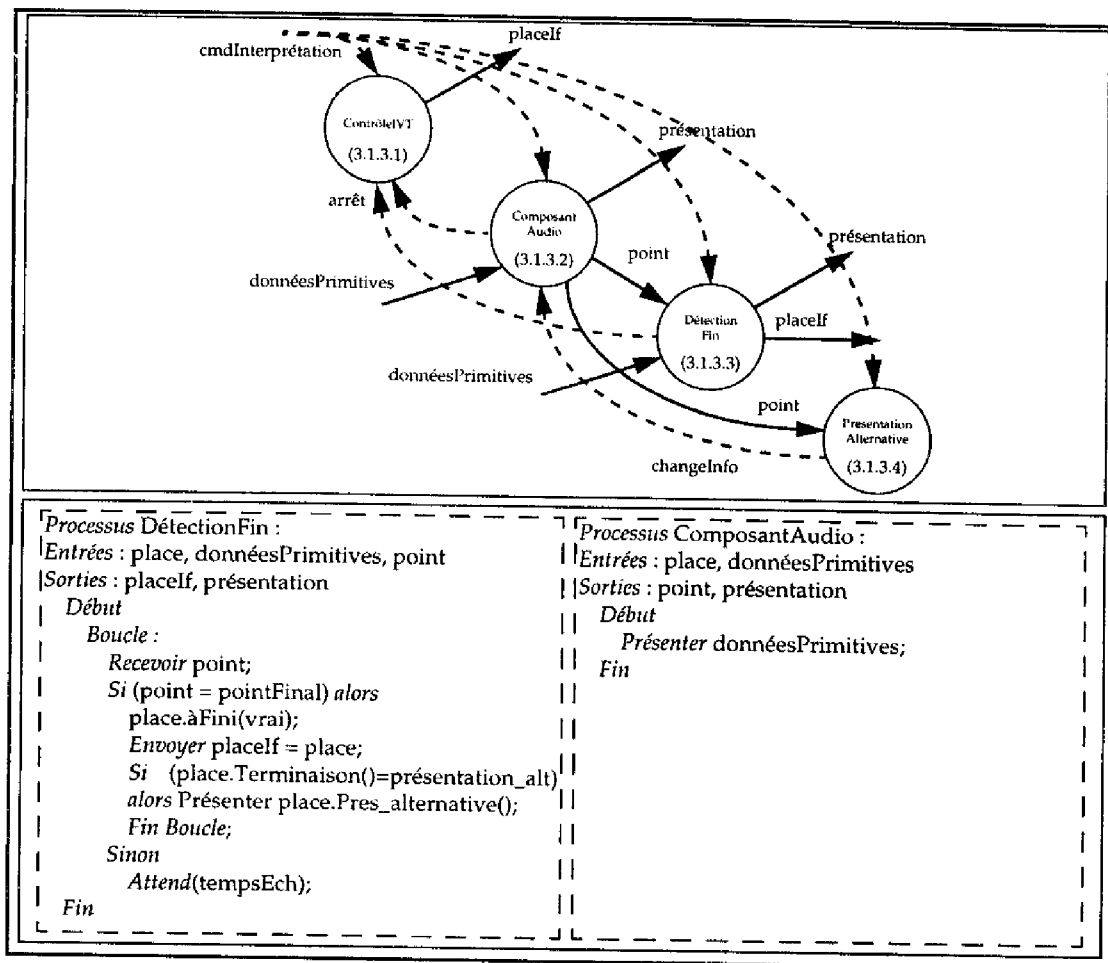 placeIf
cmdInterprétation
ContrôleIVT
(3.1.3.1)
présentation
arrêt
Composant
Audio
(3.1.3.2)
présentation
point
donnéesPrimitives
Détection
Fin
(3.1.3.3)
placeIf
donnéesPrimitives
point
Presentation
Alternative
(3.1.3.4)
changeInfo
Processus DétectionFin :
Entrées : place, donnéesPrimitives, point
Sorties : placeIf, présentation
Début
Boucle :
Recevoir point;
Si (point = pointFinal) alors
place.àFini(vrai);
Envoyer placeIf = place;
Si (place.Terminaison()=présentation_alt)
alors Présenter place.Pres_alternative();
Fin Boucle;
Sinon
Attend(tempsEch);
Fin
Processus ComposantAudio :
Entrées : place, donnéesPrimitives
Sorties : point, présentation
Début
Présenter donnéesPrimitives;
Fin